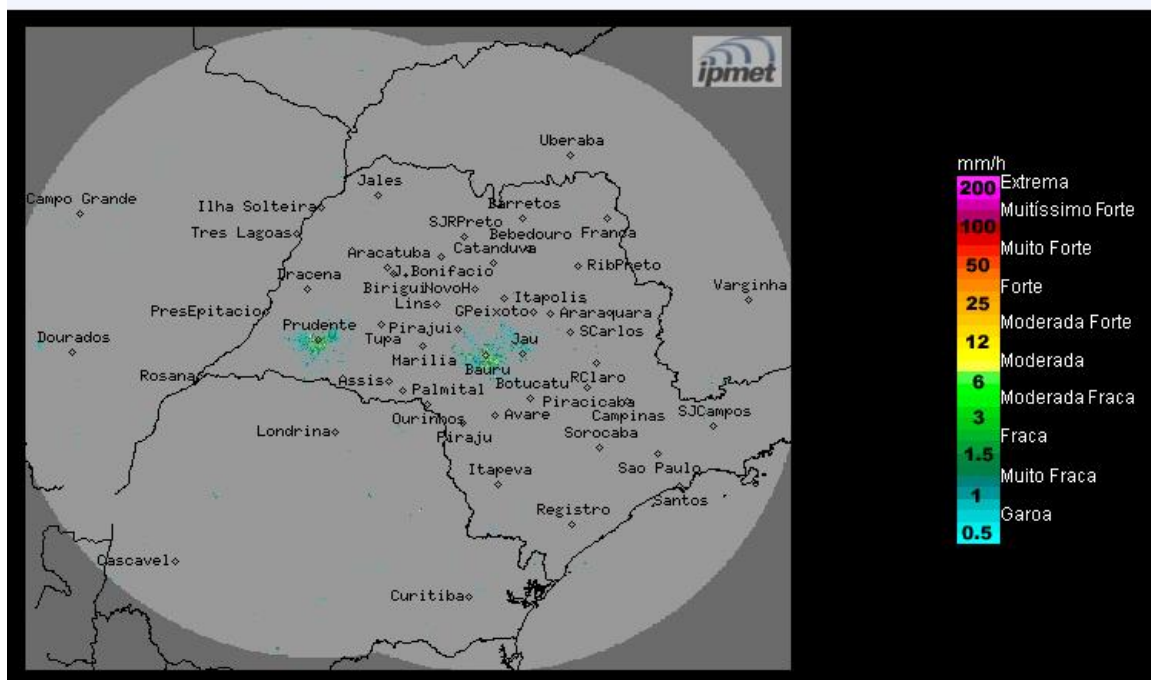 ipmet
Uberaba
Jales
Campo Grande
Ilha Solteira
Barretos
SJRPreto
Tres Lagoas
Bebedouro
Franca
Catanduva
Aracatuba
J.Bonifacio
RibPreto
Dracena
Birigui
NovoH
Varginha
Lins
Itapolis
PresEpitacio
GPeixoto
Araraquara
Prudente
Pirajui
SCarlos
Dourados
Tupa
Jau
Marilia
Bauru
Rosana
Assis
Palmital
Botucatu
RClaro
Piracicaba
Ourinhos
Avare
Campinas
SJCampos
Londrina
Piraju
Sorocaba
Itapeva
Sao Paulo
Santos
Registro
Cascavel
Curitiba
mm/h
200 Extrema
Muitíssimo Forte
100
Muito Forte
50
Forte
25
Moderada Forte
12
Moderada
6
Moderada Fraca
3
Fraca
1.5
Muito Fraca
1
Garoa
0.5